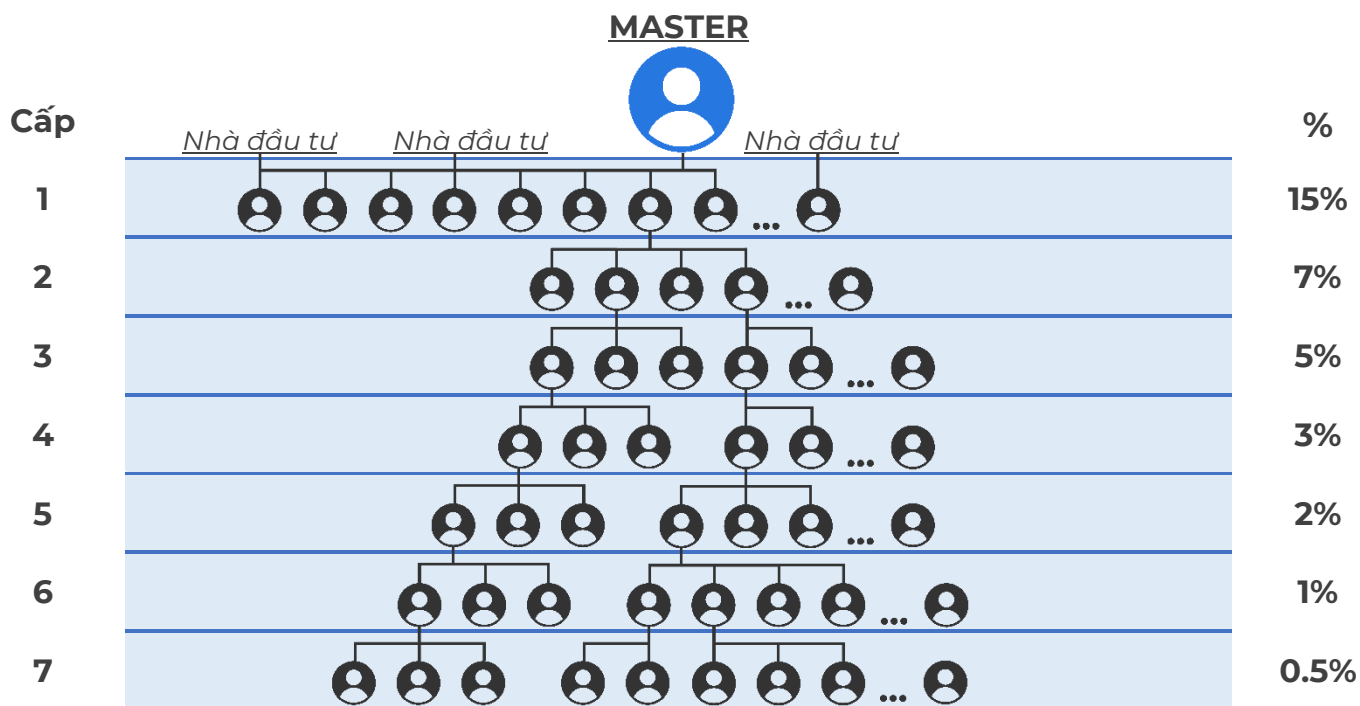 MASTER
Cấp
Nhà đầu tư Nhà đầu tư Nhà đầu tư
%
1 15%
2 7%
3 5%
4 3%
5 2%
6 1%
7 0.5%